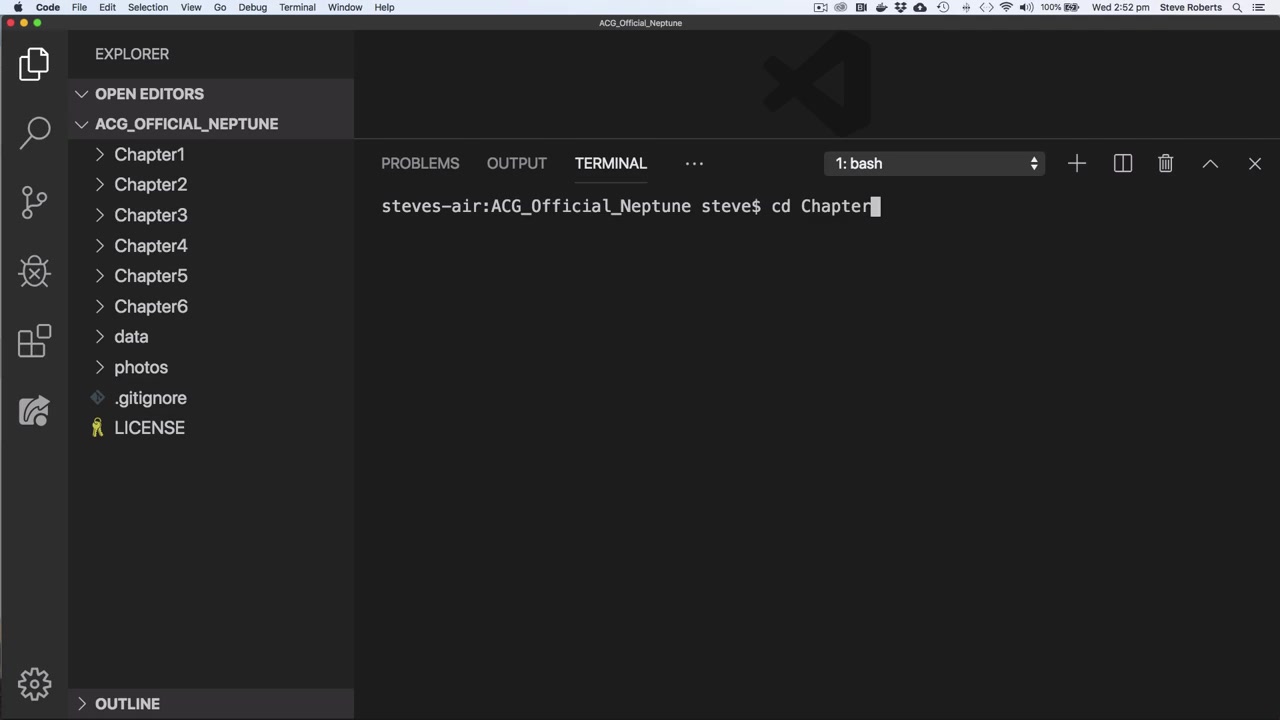 Code File Edit Selection View Go Debug Terminal Window Help 100% Wed 2:52 pm Steve Roberts
ACG_Official_Neptune
EXPLORER
OPEN EDITORS
ACG_OFFICIAL_NEPTUNE
Chapter1
Chapter2
Chapter3
Chapter4
Chapter5
Chapter6
data
photos
.gitignore
LICENSE
OUTLINE
PROBLEMS OUTPUT TERMINAL ··· 1: bash
steves-air:ACG_Official_Neptune steve$ cd Chapter